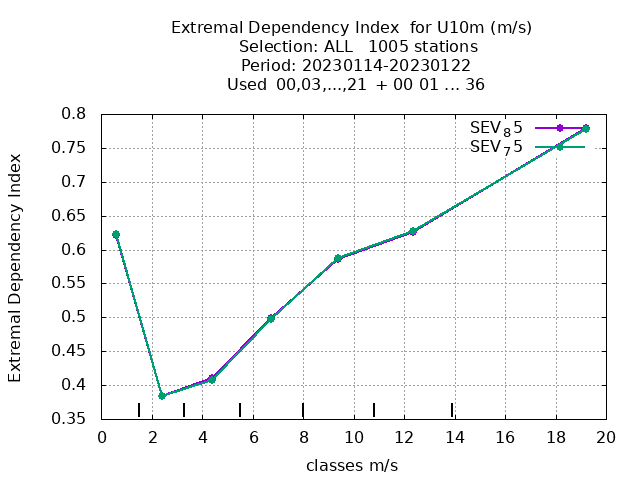 Extremal Dependency Index  for U10m (m/s)
Selection: ALL   1005 stations
Period: 20230114-20230122
Used  00,03,...,21  + 00 01 ... 36
Extremal Dependency Index
0.8
0.75
0.7
0.65
0.6
0.55
0.5
0.45
0.4
0.35
SEV85
SEV75
0 2 4 6 8 10 12 14 16 18 20
classes m/s